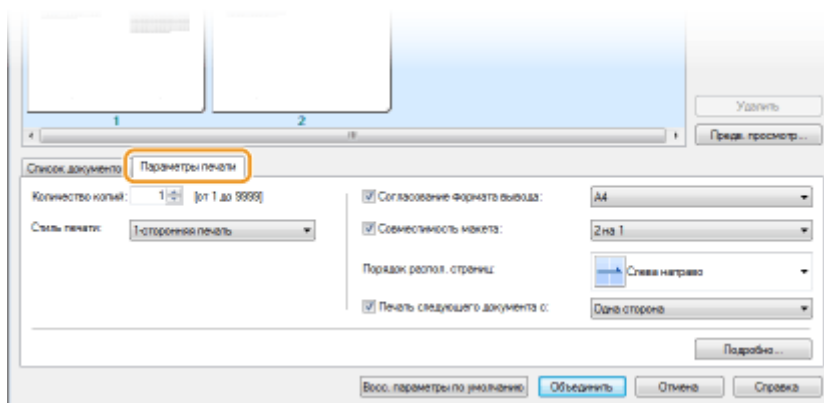 1 2
Удалить
Предв. просмотр...
Список документо Параметры печати
Количество копий: 1 [от 1 до 9999]
Согласование формата вывода: A4
Стиль печати: 1-сторонняя печать
Совместимость макета: 2 на 1
Порядок распол. страниц: Слева направо
Печать следующего документа с: Одна сторона
Подробно...
Восс. параметры по умолчанию Объединить Отмена Справка